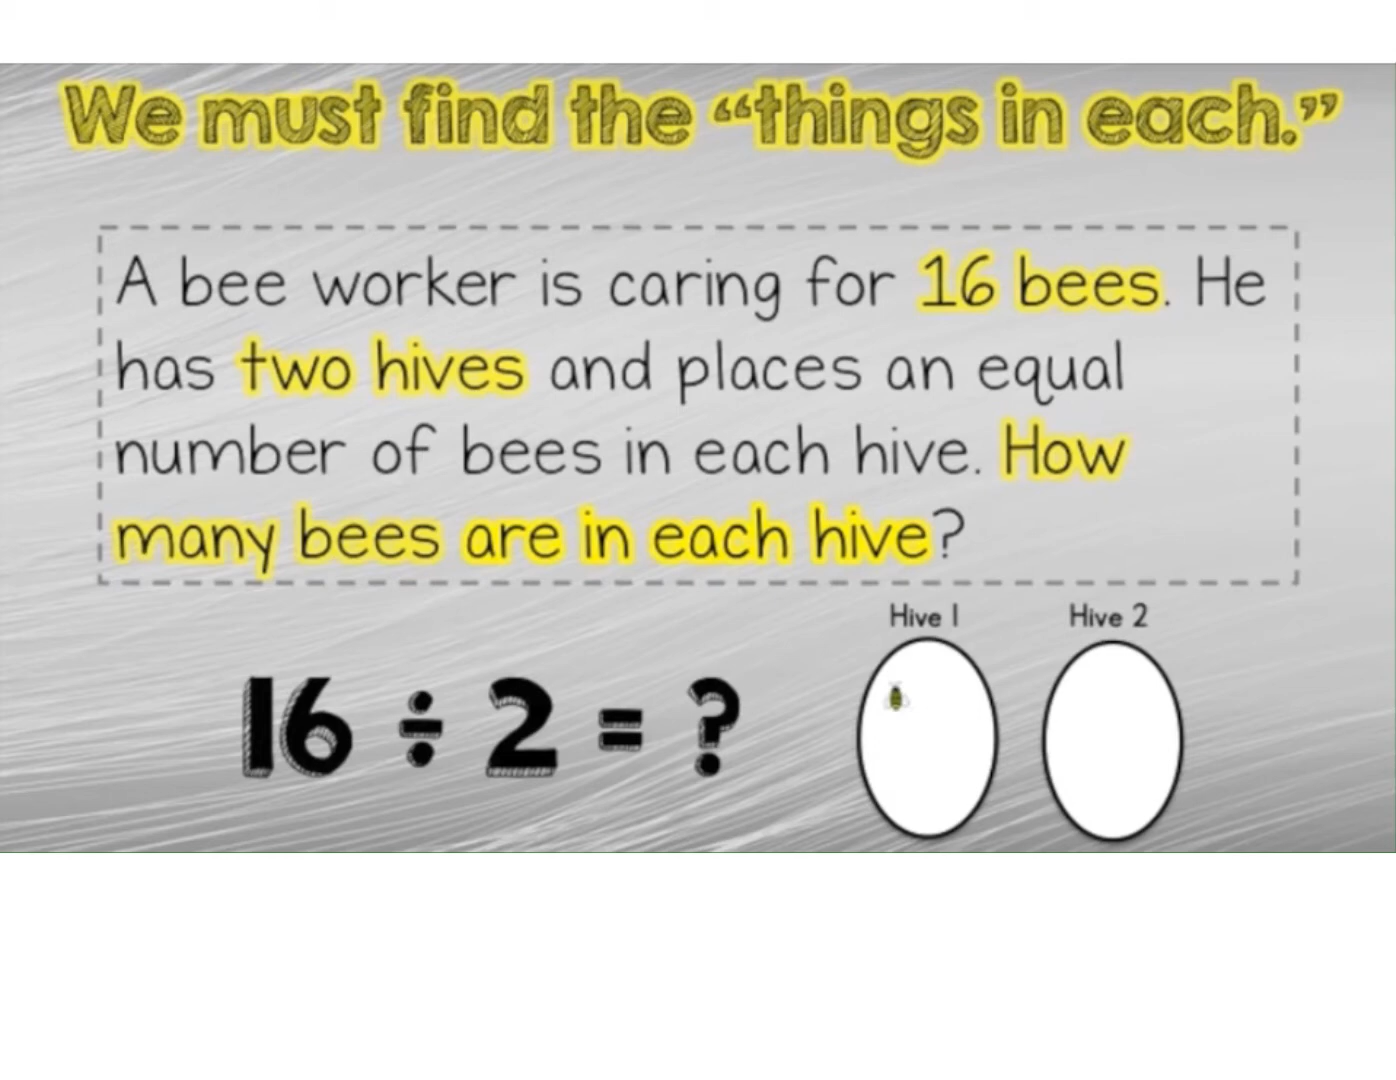 We must find the “things in each.”
A bee worker is caring for 16 bees. He
has two hives and places an equal
number of bees in each hive. How
many bees are in each hive?
Hive 1 Hive 2
16 ÷ 2 = ?